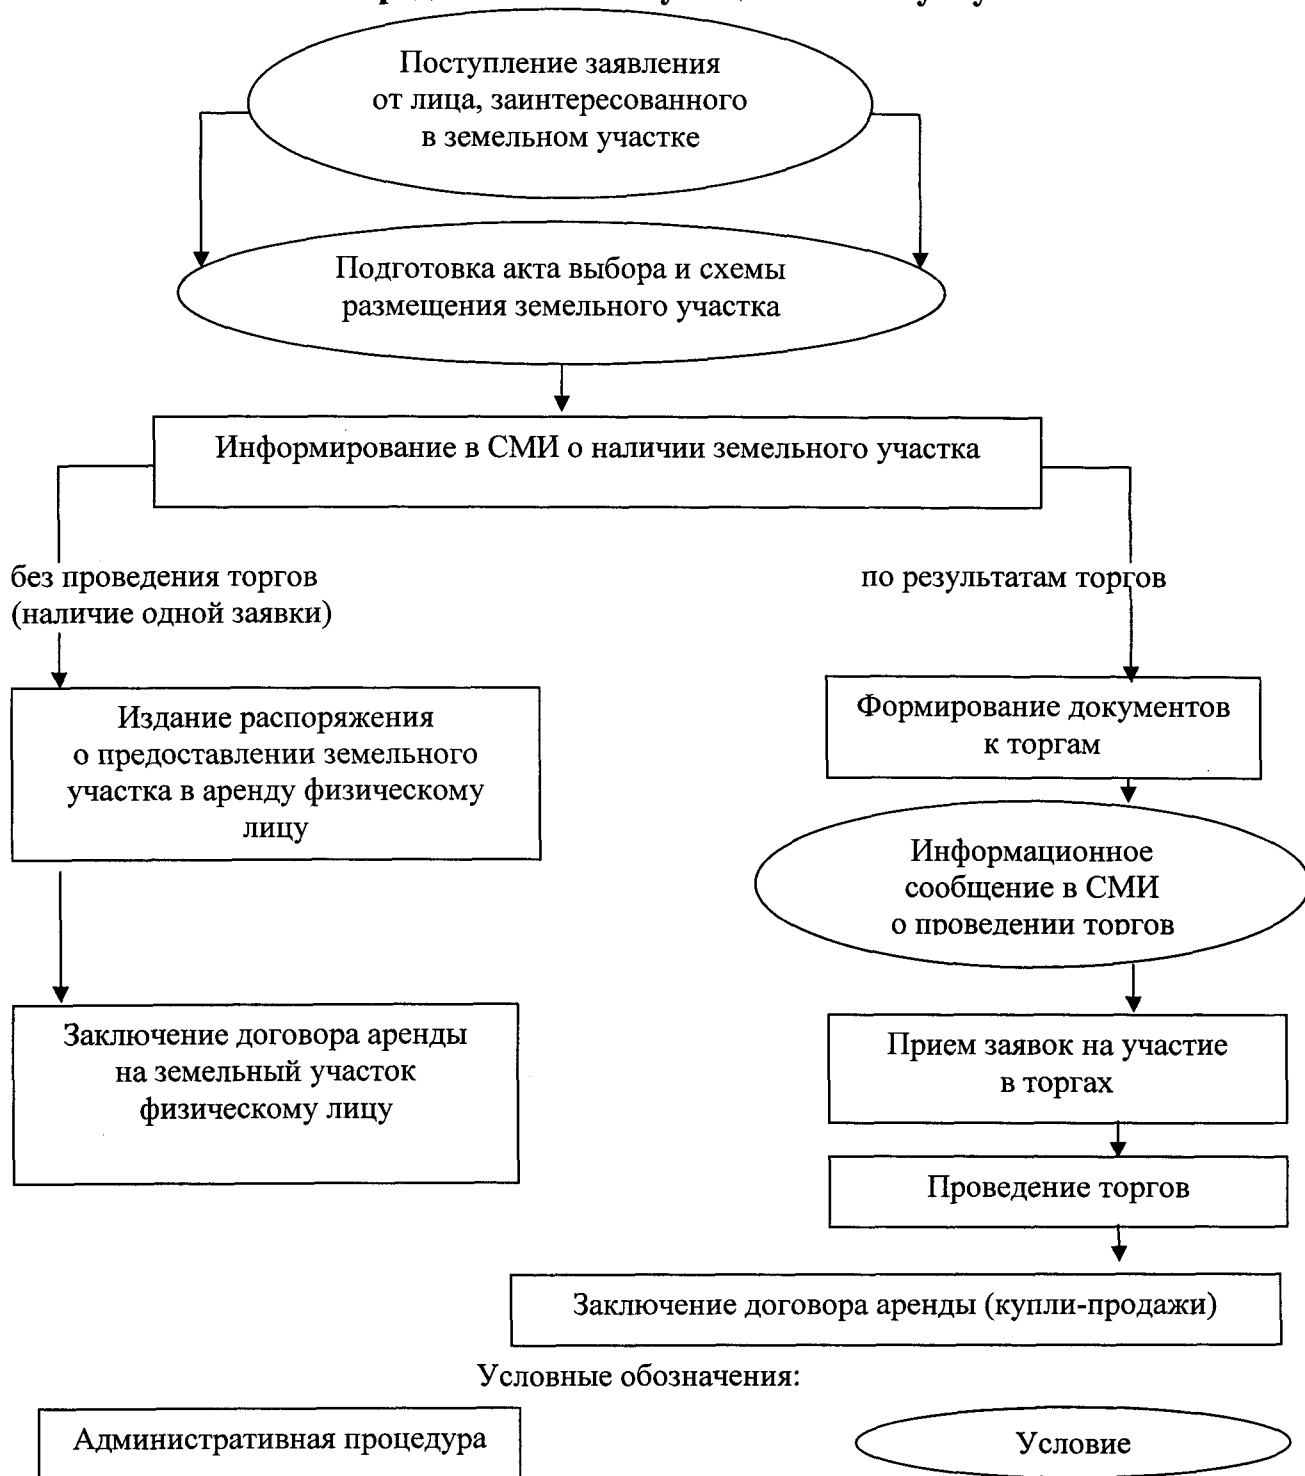 Поступление заявления
от лица, заинтересованного
в земельном участке
Подготовка акта выбора и схемы
размещения земельного участка
Информирование в СМИ о наличии земельного участка
без проведения торгов
(наличие одной заявки)
по результатам торгов
Издание распоряжения
о предоставлении земельного
участка в аренду физическому
лицу
Формирование документов
к торгам
Информационное
сообщение в СМИ
о проведении торгов
Заключение договора аренды
на земельный участок
физическому лицу
Прием заявок на участие
в торгах
Проведение торгов
Заключение договора аренды (купли-продажи)
Условные обозначения:
Административная процедура
Условие